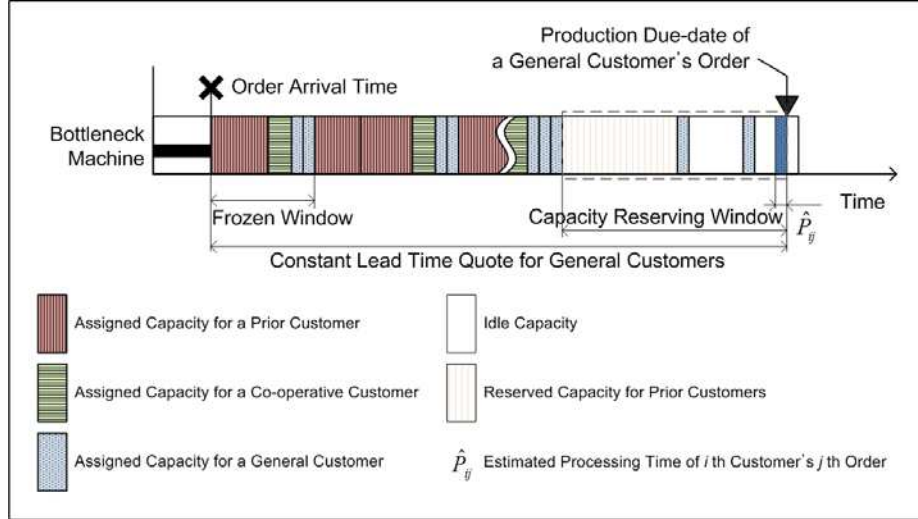 Production Due-date of
a General Customer's Order
Order Arrival Time
Bottleneck
Machine
Time
Frozen Window
Capacity Reserving Window
P̂ij
Constant Lead Time Quote for General Customers
Assigned Capacity for a Prior Customer
Idle Capacity
Assigned Capacity for a Co-operative Customer
Reserved Capacity for Prior Customers
Assigned Capacity for a General Customer
P̂ij Estimated Processing Time of i th Customer's j th Order